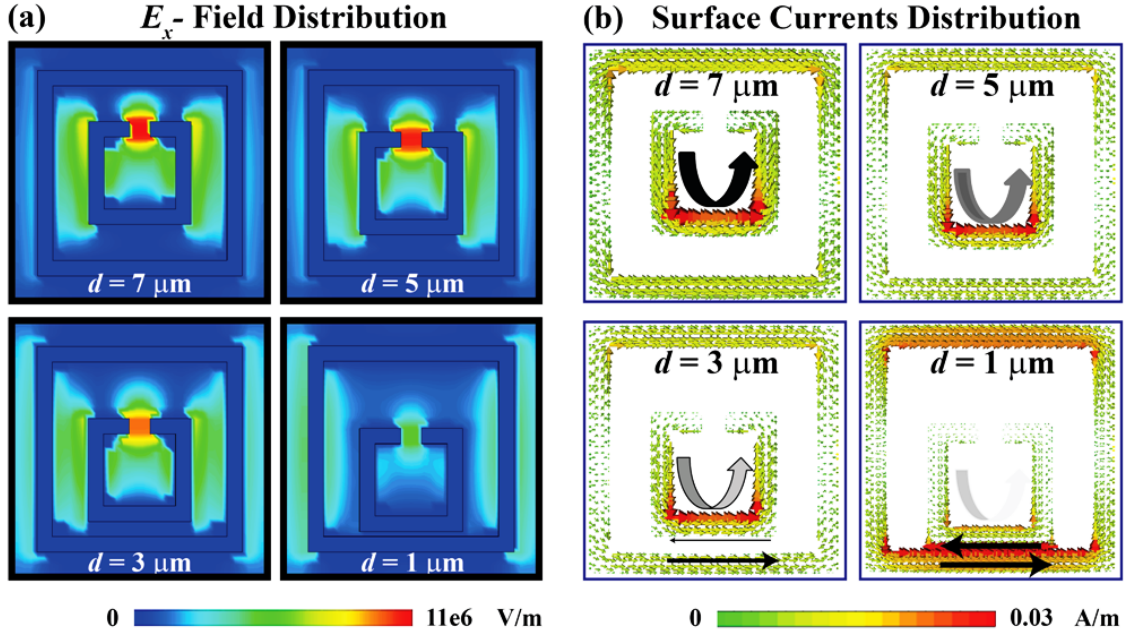 (a) Eₓ- Field Distribution
d = 7 μm
d = 5 μm
d = 3 μm
d = 1 μm
0 11e6 V/m
(b) Surface Currents Distribution
d = 7 μm
d = 5 μm
d = 3 μm
d = 1 μm
0 0.03 A/m